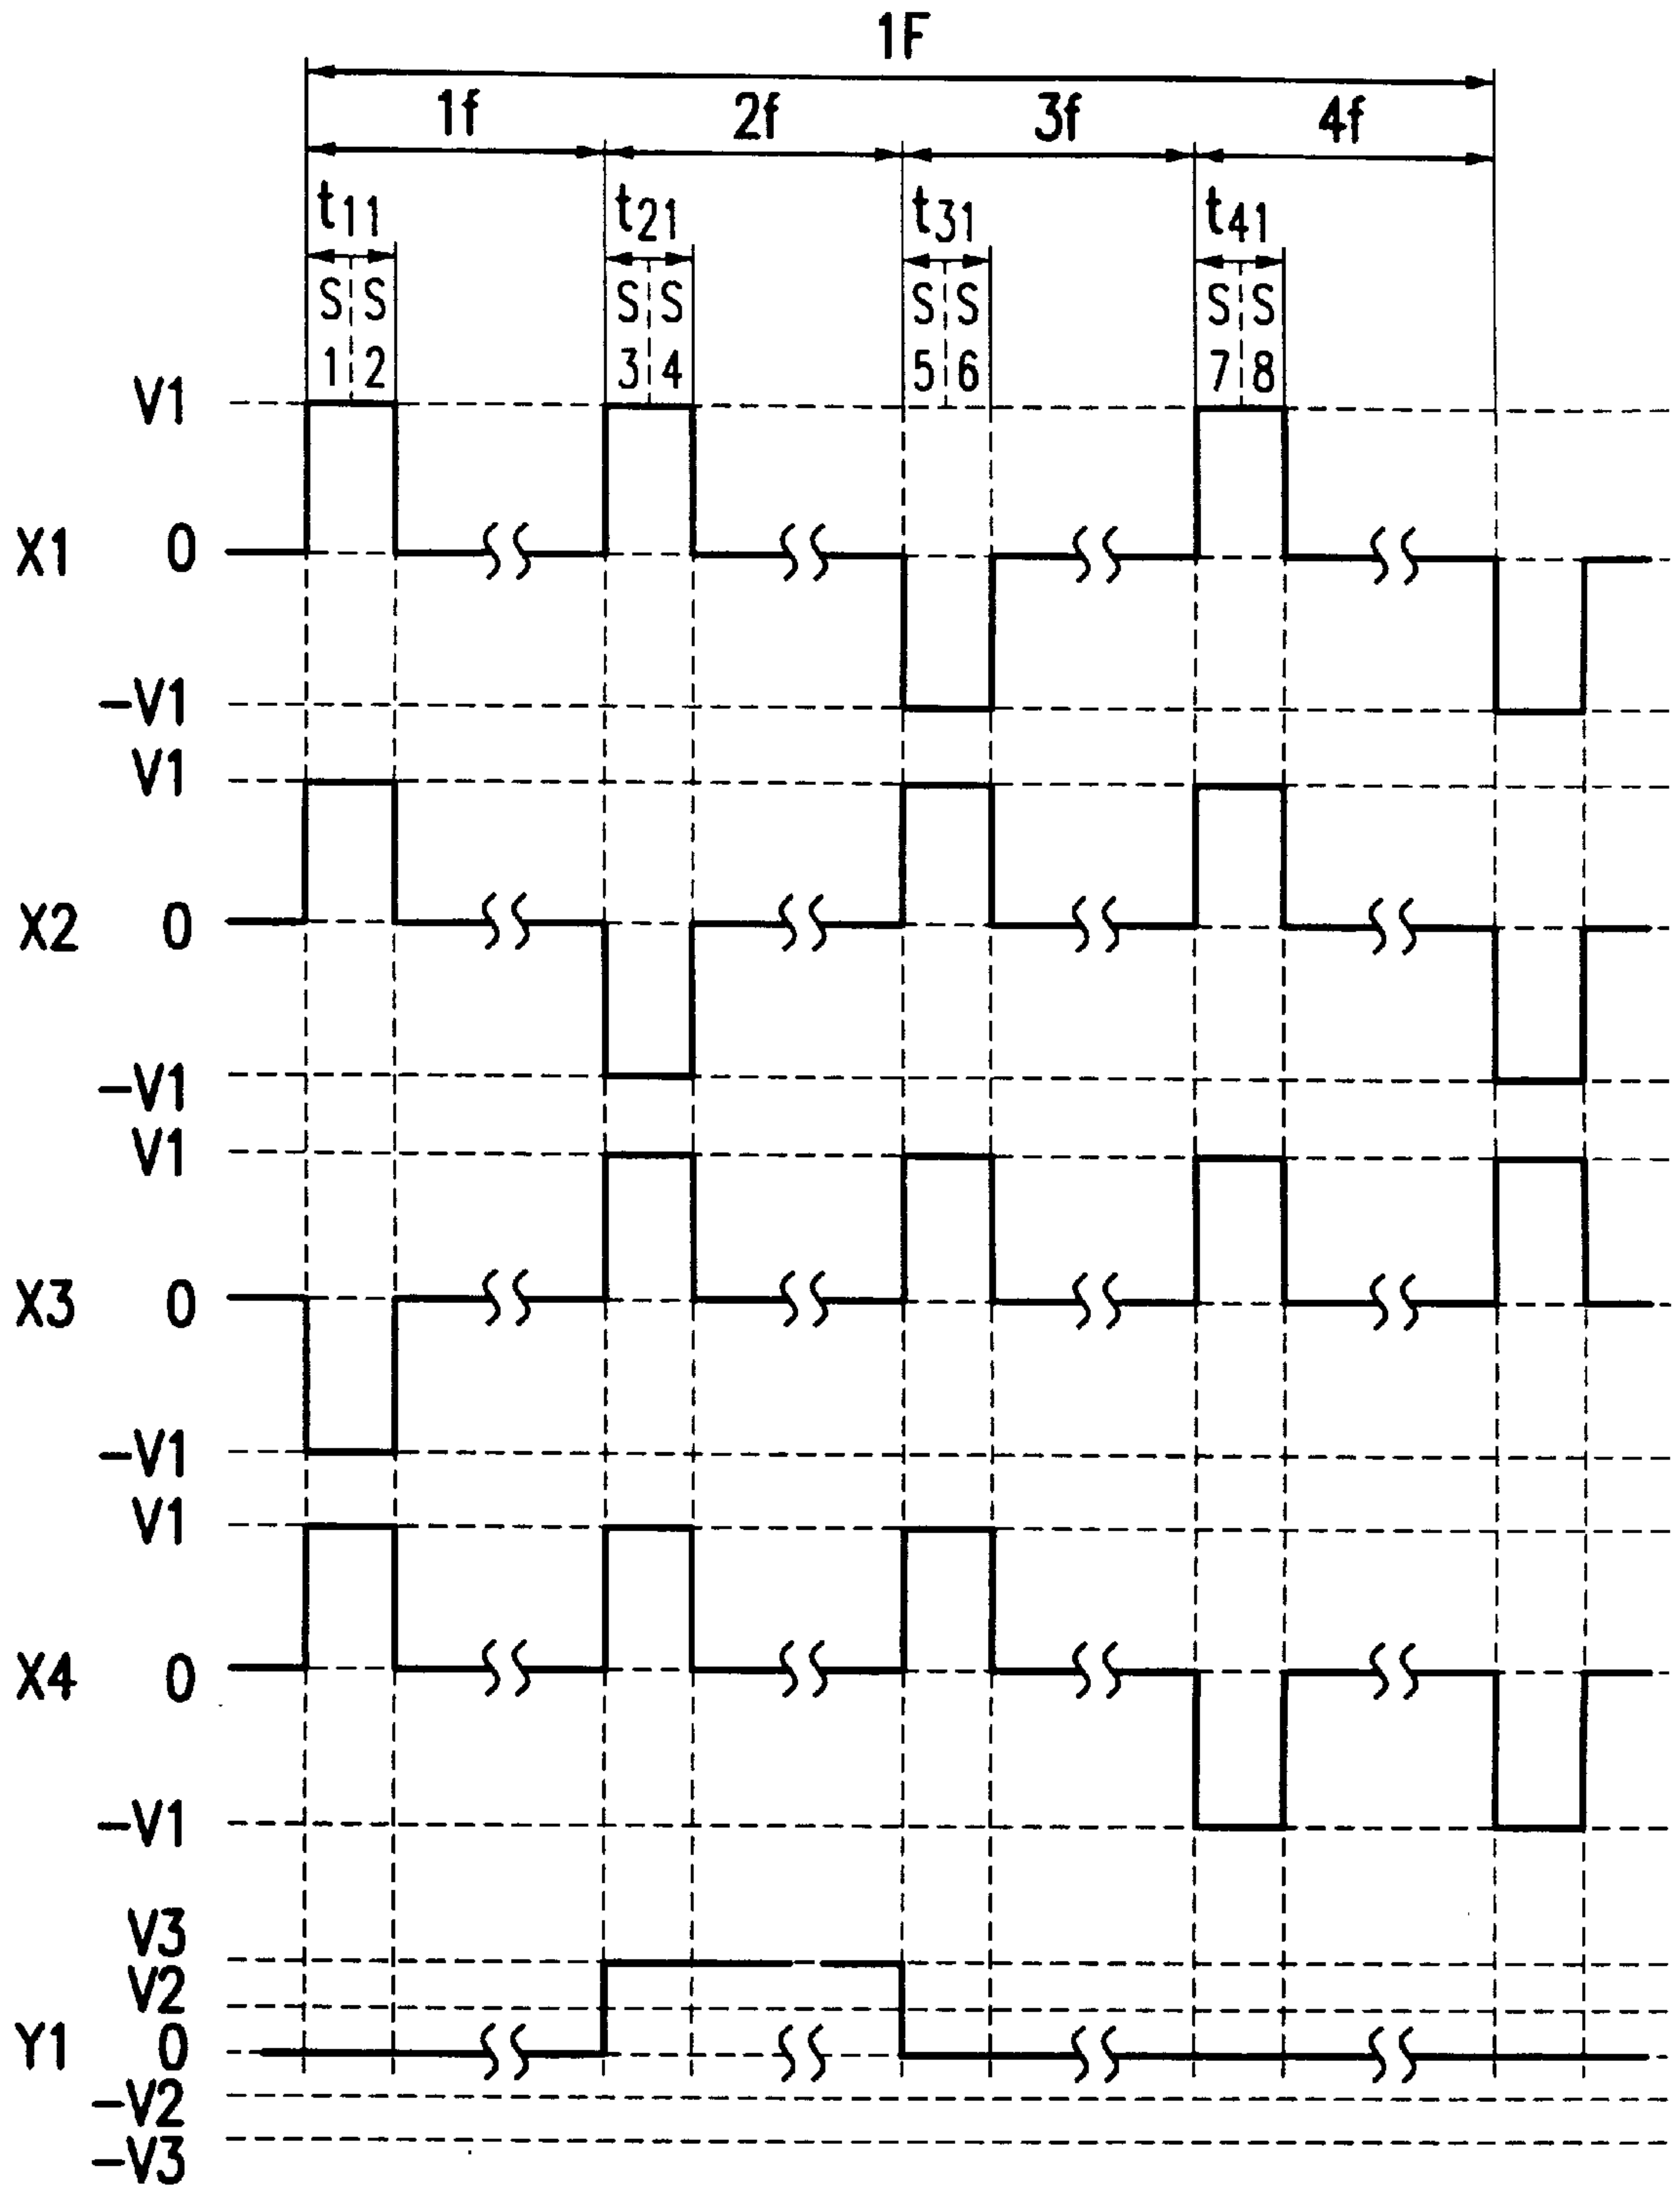 1F
1f 2f 3f 4f
t11 t21 t31 t41
S S S S S S S S
1 2 3 4 5 6 7 8
V1
X1 0
-V1
V1
X2 0
-V1
V1
X3 0
-V1
V1
X4 0
-V1
V3
V2
Y1 0
-V2
-V3